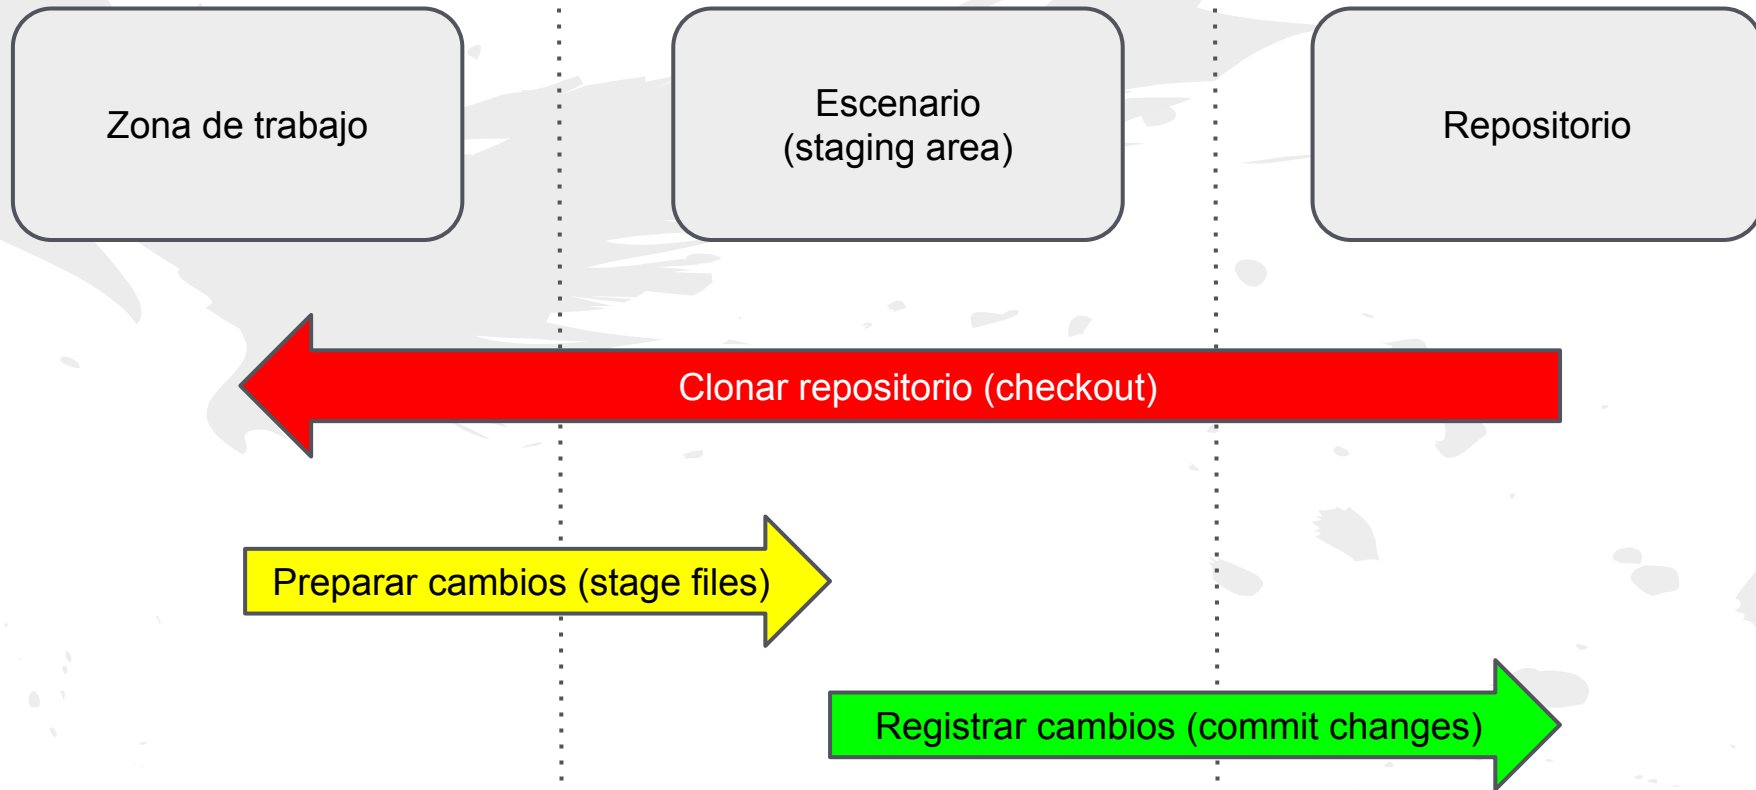 Zona de trabajo
Escenario
(staging area)
Repositorio
Clonar repositorio (checkout)
Preparar cambios (stage files)
Registrar cambios (commit changes)